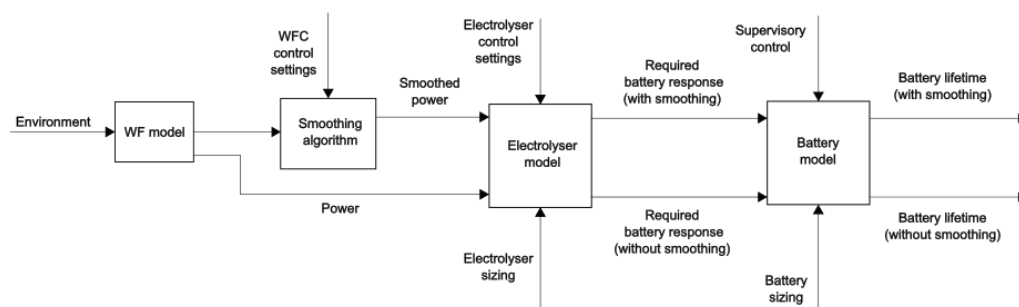 WFC
control
settings
Electrolyser
control
settings
Supervisory
control
Smoothed
power
Required
battery response
(with smoothing)
Battery lifetime
(with smoothing)
Environment
WF model
Smoothing
algorithm
Electrolyser
model
Battery
model
Power
Required
battery response
(without smoothing)
Battery lifetime
(without smoothing)
Electrolyser
sizing
Battery
sizing